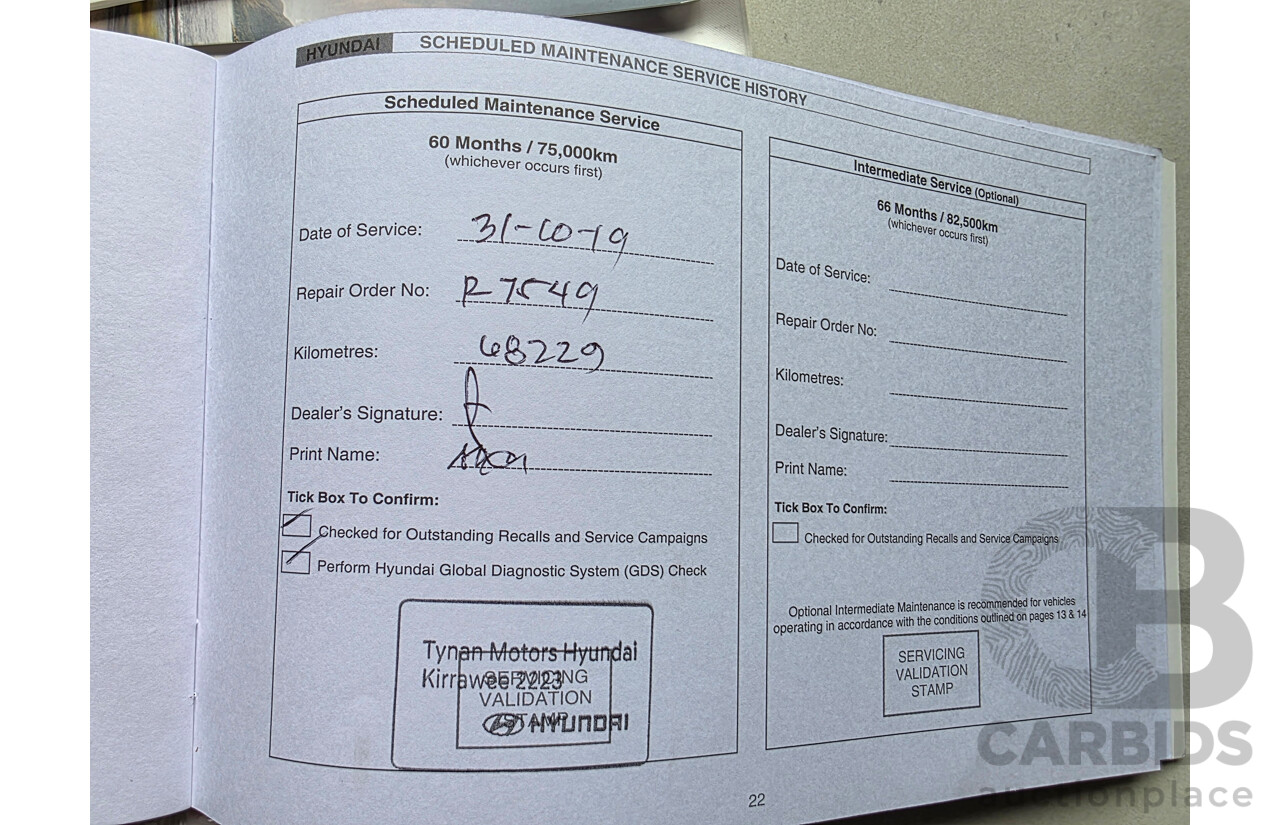 HYUNDAI
SCHEDULED MAINTENANCE SERVICE HISTORY
Scheduled Maintenance Service
60 Months / 75,000km
(whichever occurs first)
Date of Service: 31-10-19
Repair Order No: R7549
Kilometres: 68229
Dealer's Signature:
Print Name:
Tick Box To Confirm:
Checked for Outstanding Recalls and Service Campaigns
Perform Hyundai Global Diagnostic System (GDS) Check
Tynan Motors Hyundai
Kirrawee 2223
SERVICING
VALIDATION
STAMP
HYUNDAI
Intermediate Service (Optional)
66 Months / 82,500km
(whichever occurs first)
Date of Service:
Repair Order No:
Kilometres:
Dealer's Signature:
Print Name:
Tick Box To Confirm:
Checked for Outstanding Recalls and Service Campaigns
Optional Intermediate Maintenance is recommended for vehicles
operating in accordance with the conditions outlined on pages 13 & 14
SERVICING
VALIDATION
STAMP
22
CB
CARBIDS
auctionplace